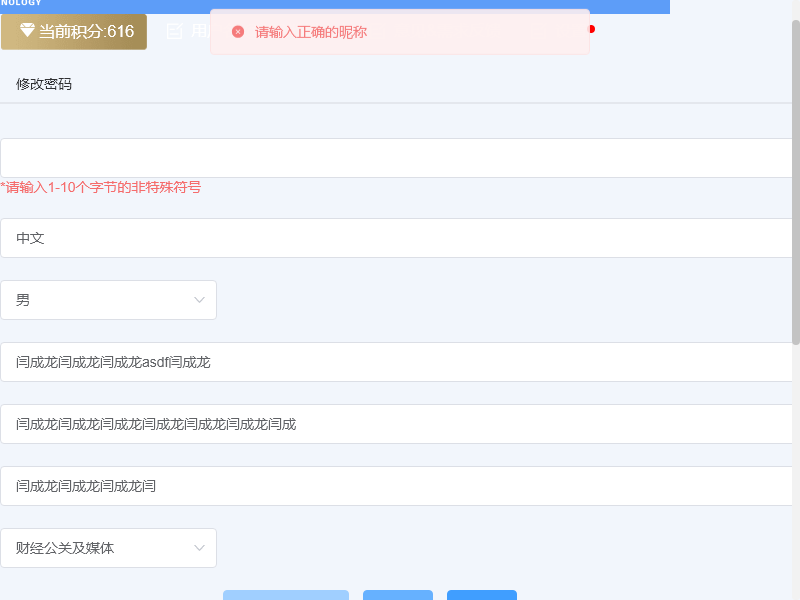 NOLOGY
当前积分:616
用
请输入正确的昵称
修改密码
*请输入1-10个字节的非特殊符号
中文
男
闫成龙闫成龙闫成龙asdf闫成龙
闫成龙闫成龙闫成龙闫成龙闫成龙闫成龙闫成
闫成龙闫成龙闫成龙闫
财经公关及媒体